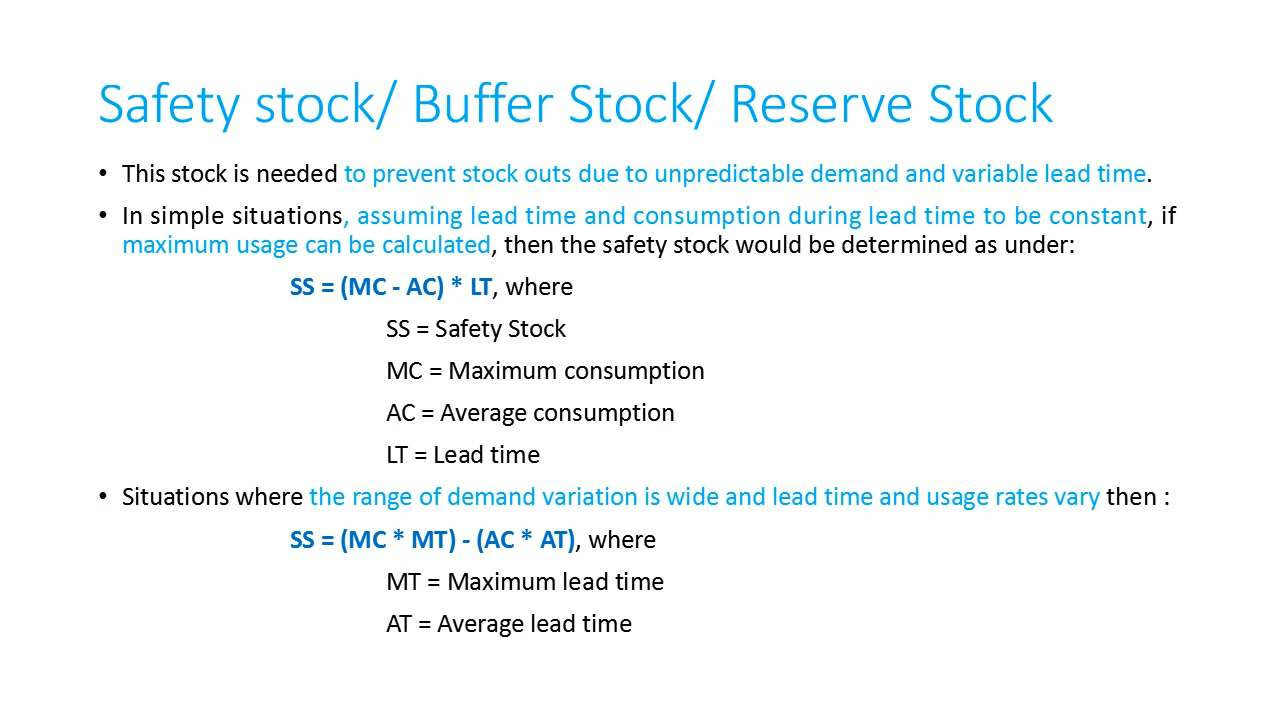 Safety stock/ Buffer Stock/ Reserve Stock
• This stock is needed to prevent stock outs due to unpredictable demand and variable lead time.
• In simple situations, assuming lead time and consumption during lead time to be constant, if
maximum usage can be calculated, then the safety stock would be determined as under:
SS = (MC - AC) * LT, where
SS = Safety Stock
MC = Maximum consumption
AC = Average consumption
LT = Lead time
• Situations where the range of demand variation is wide and lead time and usage rates vary then :
SS = (MC * MT) - (AC * AT), where
MT = Maximum lead time
AT = Average lead time